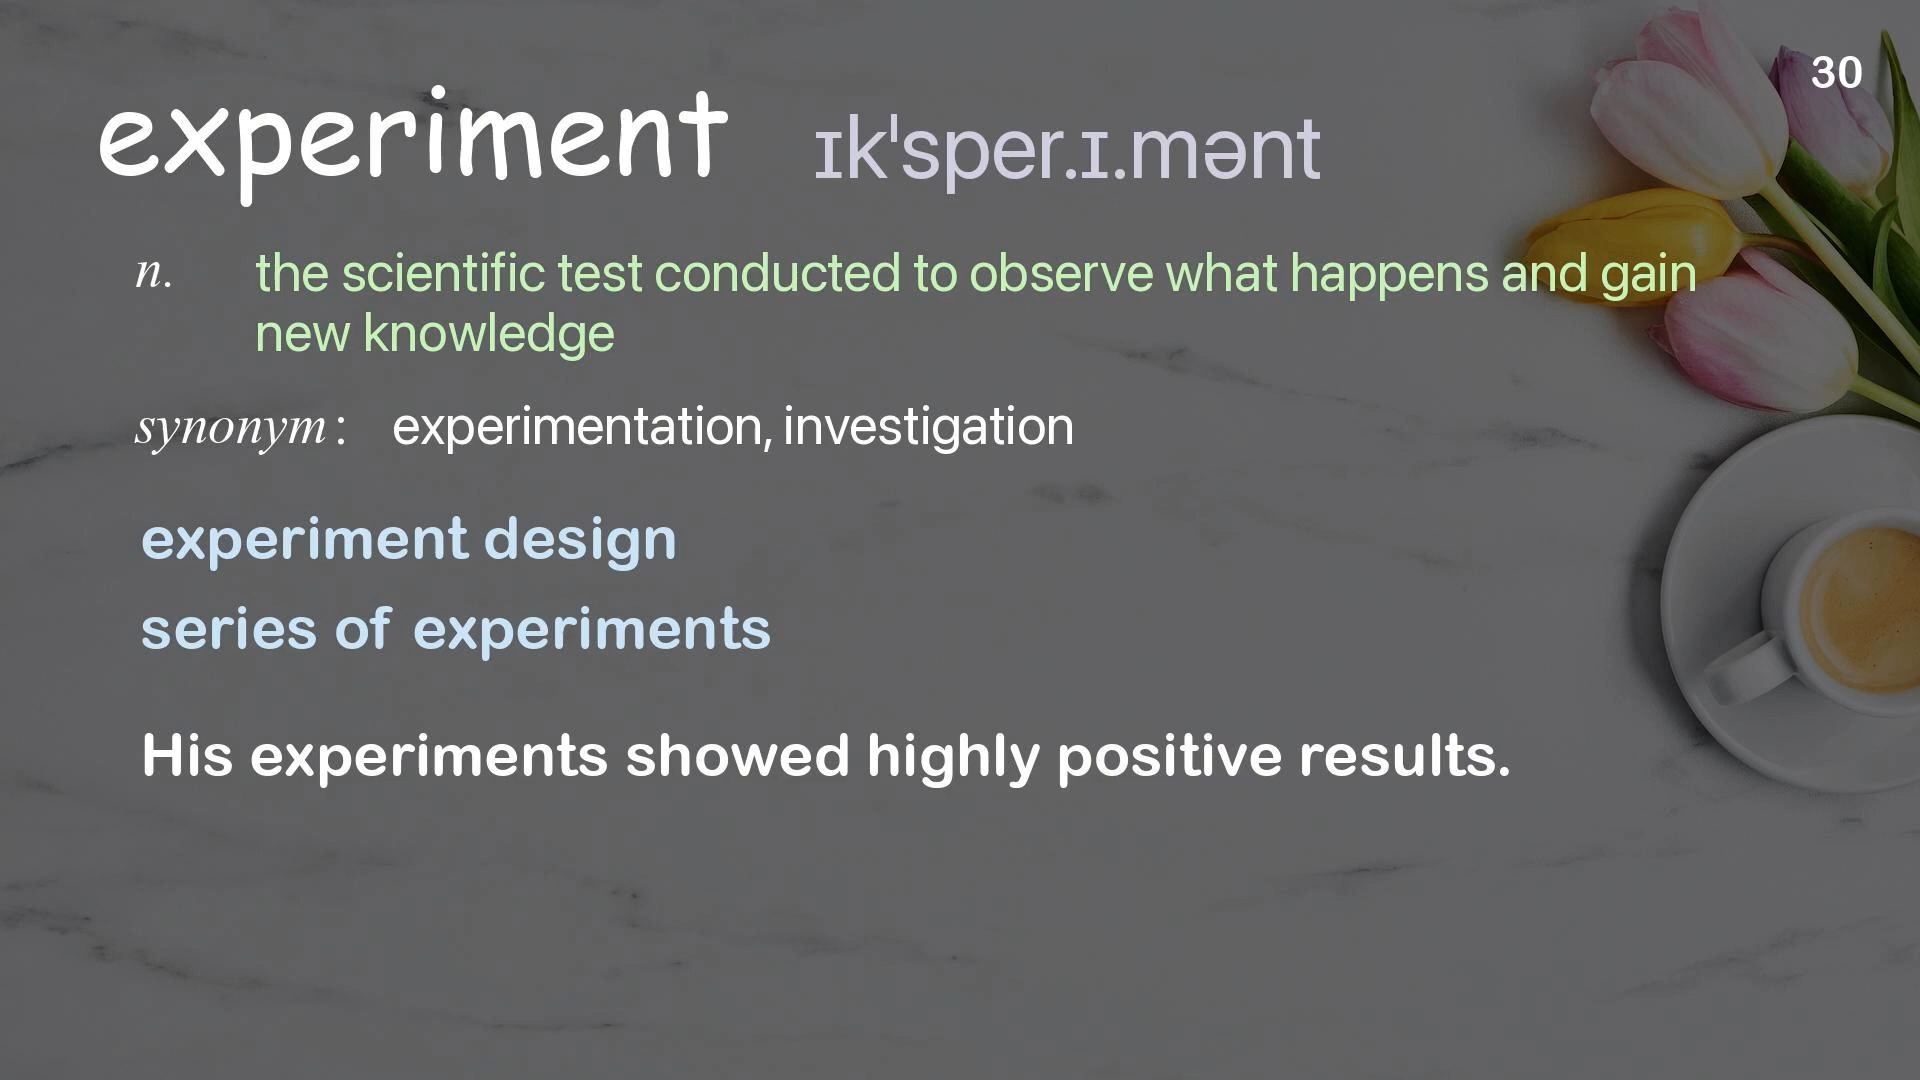 30
experiment ɪkˈsper.ɪ.mənt
n. the scientific test conducted to observe what happens and gain
new knowledge
synonym : experimentation, investigation
experiment design
series of experiments
His experiments showed highly positive results.